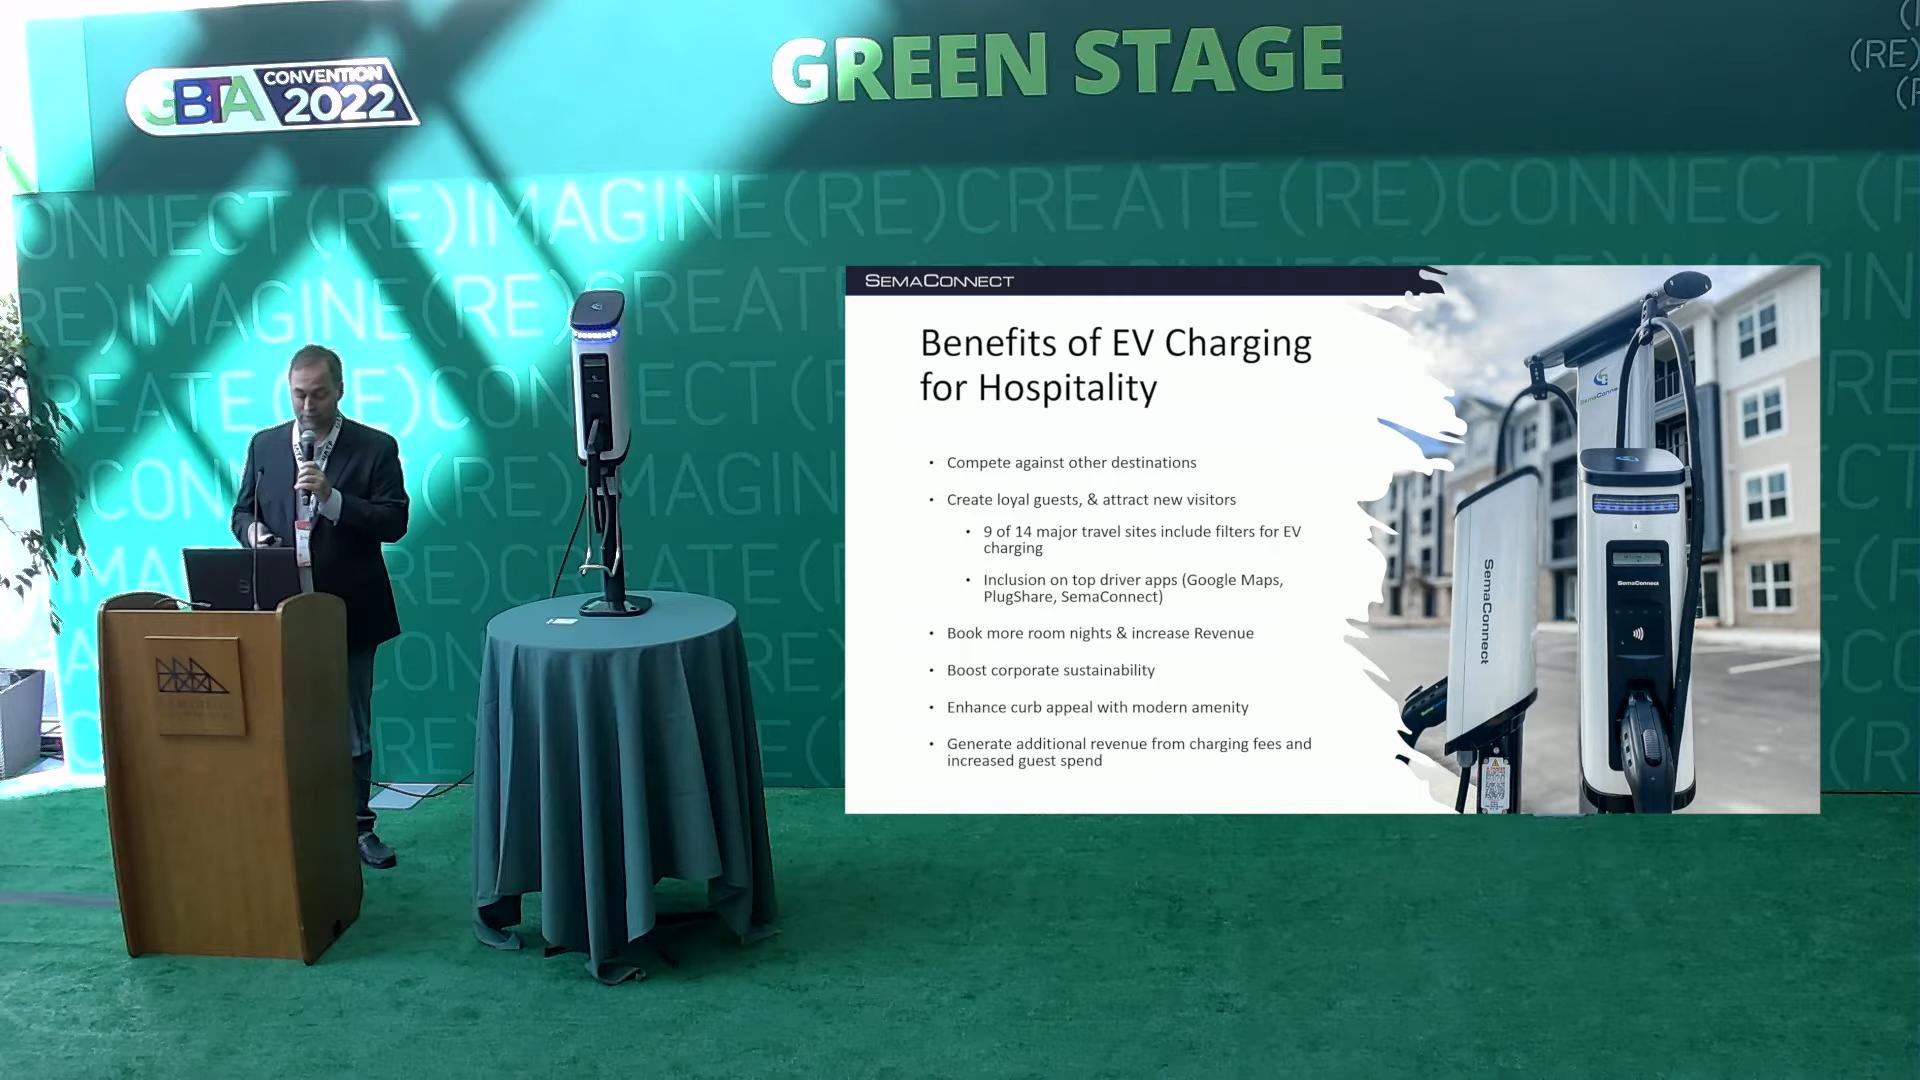 GBTA CONVENTION 2022
GREEN STAGE
(RE)
ONNECT (RE)IMAGINE(RE)CREATE(RE)CONNECT (R
RE)IMAGINE(RE)CREAT
REATE(RE)CONNECT(R
CON (RE)IMAGIN
SEMACONNECT
Benefits of EV Charging
for Hospitality
• Compete against other destinations
• Create loyal guests, & attract new visitors
• 9 of 14 major travel sites include filters for EV
charging
• Inclusion on top driver apps (Google Maps,
PlugShare, SemaConnect)
• Book more room nights & increase Revenue
• Boost corporate sustainability
• Enhance curb appeal with modern amenity
• Generate additional revenue from charging fees and
increased guest spend
SemaConnect
SemaConnect
SemaConnect